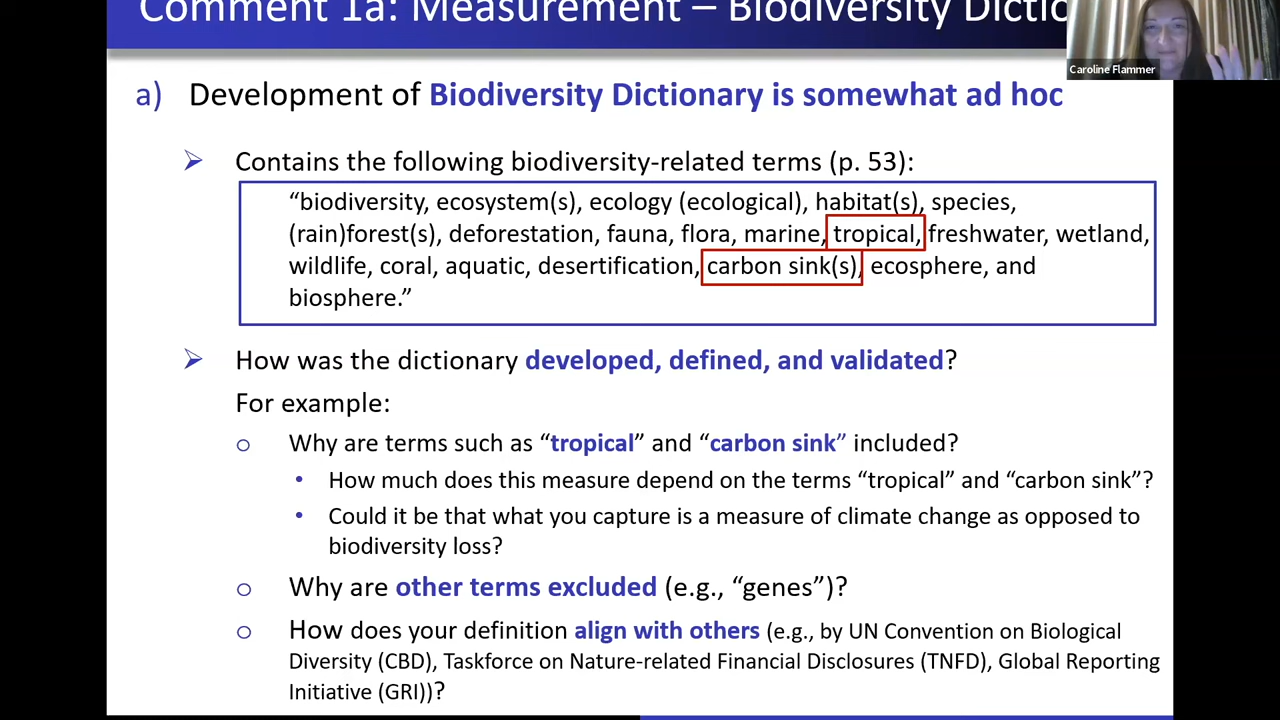 Comment 1a: Measurement – Biodiversity Dictio
Caroline Flammer
a) Development of Biodiversity Dictionary is somewhat ad hoc
Contains the following biodiversity-related terms (p. 53):
“biodiversity, ecosystem(s), ecology (ecological), habitat(s), species,
(rain)forest(s), deforestation, fauna, flora, marine, tropical, freshwater, wetland,
wildlife, coral, aquatic, desertification, carbon sink(s), ecosphere, and
biosphere.”
How was the dictionary developed, defined, and validated?
For example:
Why are terms such as “tropical” and “carbon sink” included?
How much does this measure depend on the terms “tropical” and “carbon sink”?
Could it be that what you capture is a measure of climate change as opposed to
biodiversity loss?
Why are other terms excluded (e.g., “genes”)?
How does your definition align with others (e.g., by UN Convention on Biological
Diversity (CBD), Taskforce on Nature-related Financial Disclosures (TNFD), Global Reporting
Initiative (GRI))?